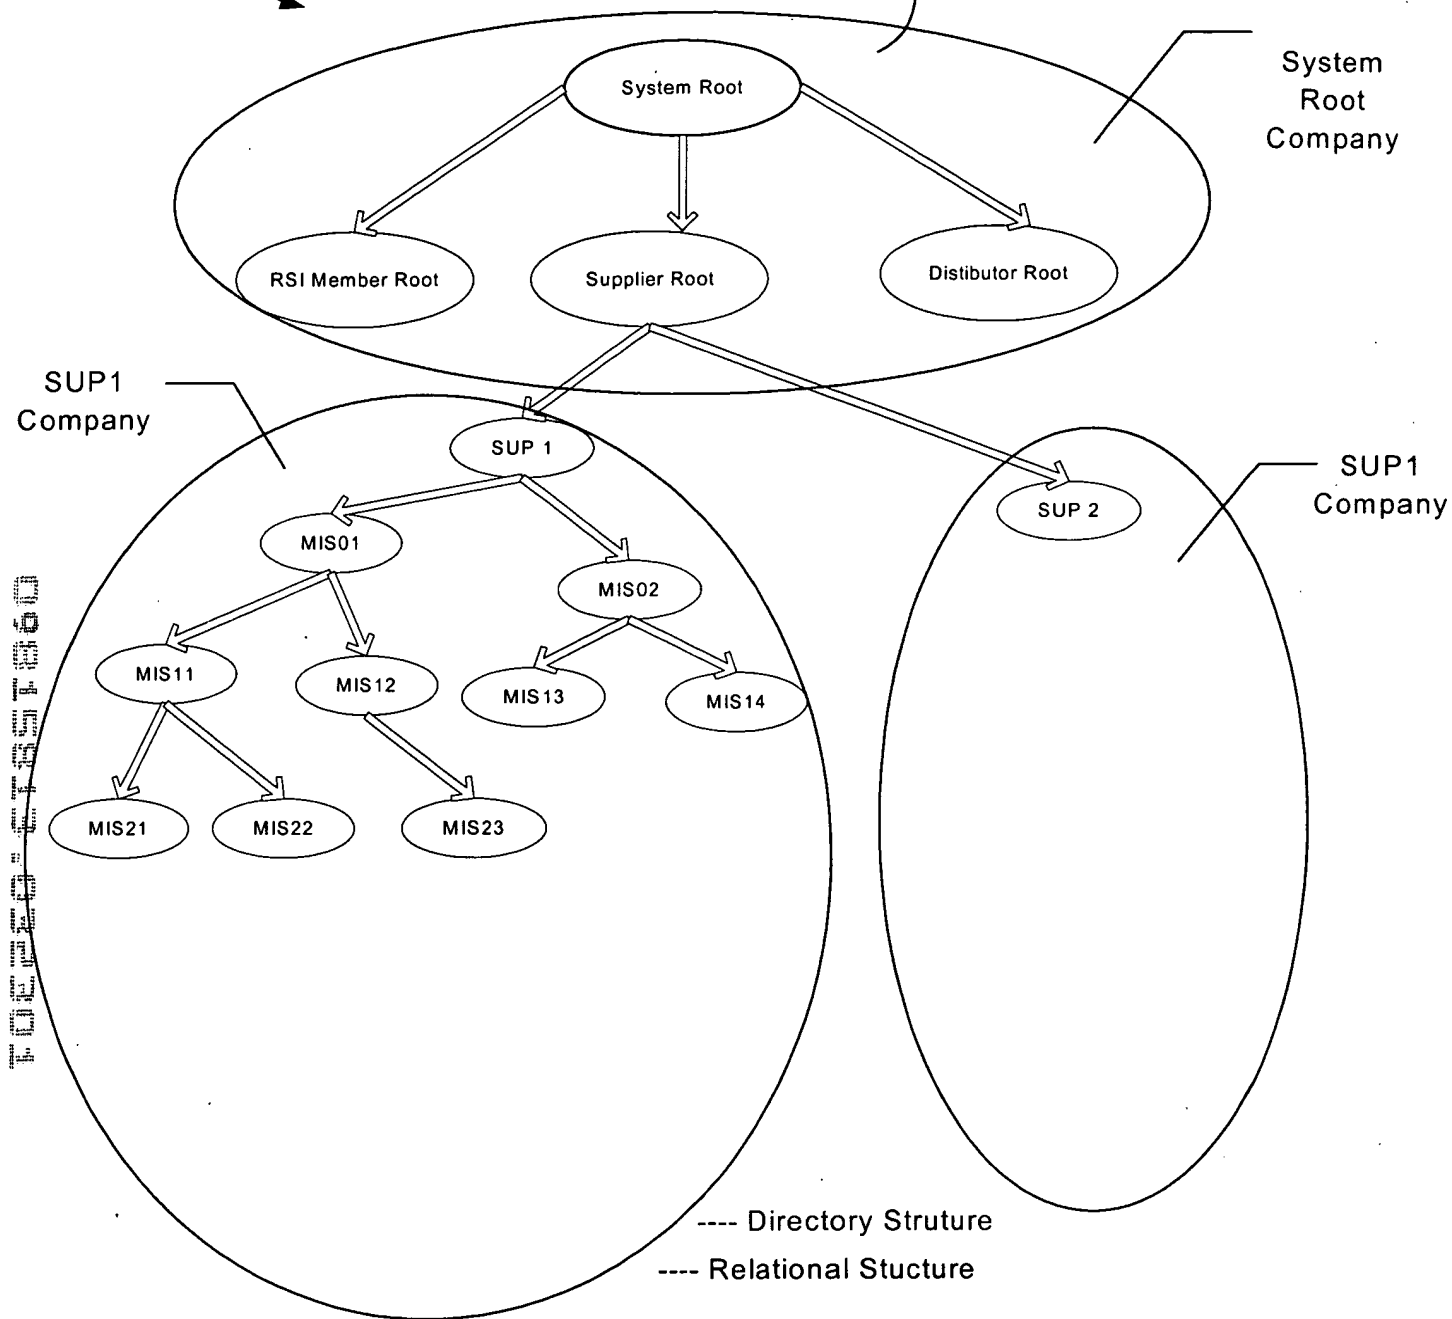 System Root
System
Root
Company
RSI Member Root
Supplier Root
Distibutor Root
SUP1
Company
SUP 1
SUP1
Company
SUP 2
MIS01
MIS02
MIS11
MIS12
MIS13
MIS14
MIS21
MIS22
MIS23
---- Directory Struture
---- Relational Stucture